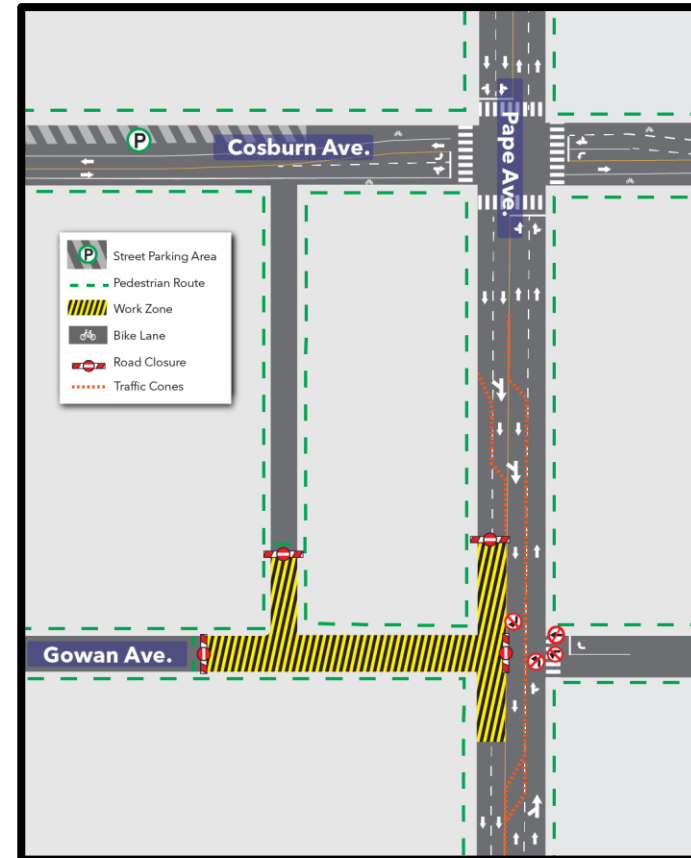 Pape Ave.
P
Cosburn Ave.
P Street Parking Area
Pedestrian Route
Work Zone
Bike Lane
Road Closure
Traffic Cones
Gowan Ave.